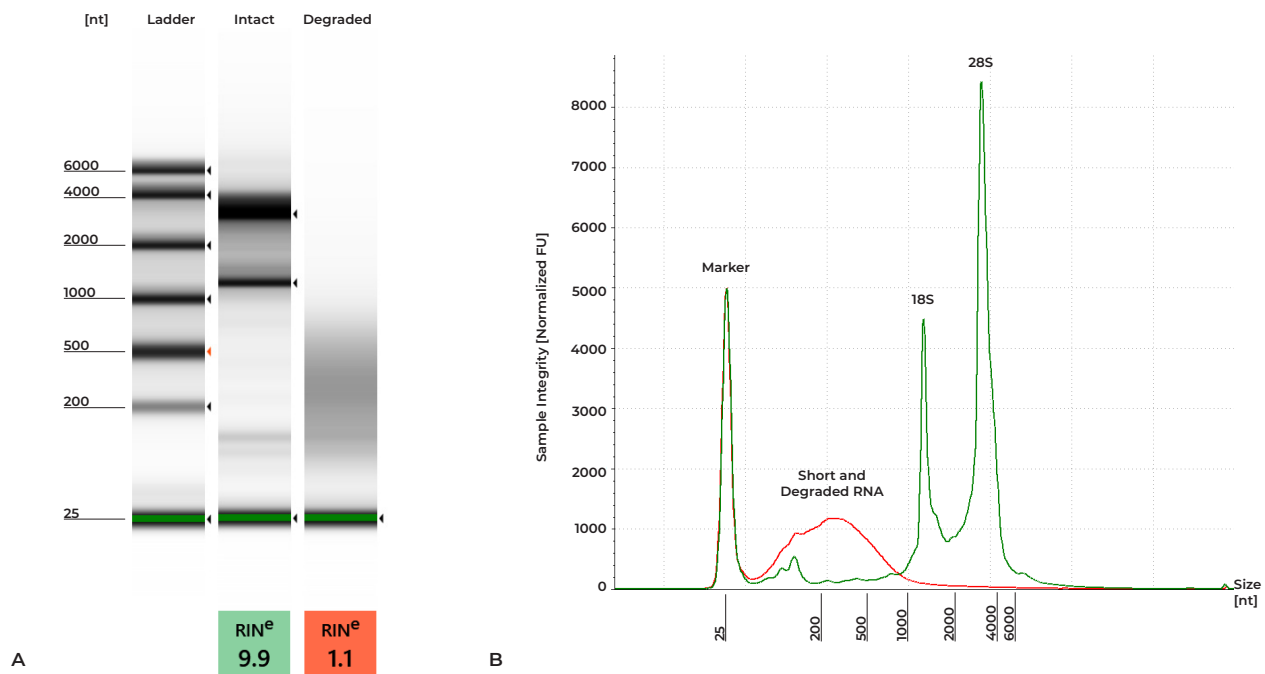 [nt] Ladder Intact Degraded
6000
4000
2000
1000
500
200
25
RINe
9.9
RINe
1.1
A
Sample Integrity [Normalized FU]
8000
7000
6000
5000
4000
3000
2000
1000
0
Marker
Short and
Degraded RNA
18S
28S
25 200 500 1000 2000 4000 6000
Size
[nt]
B